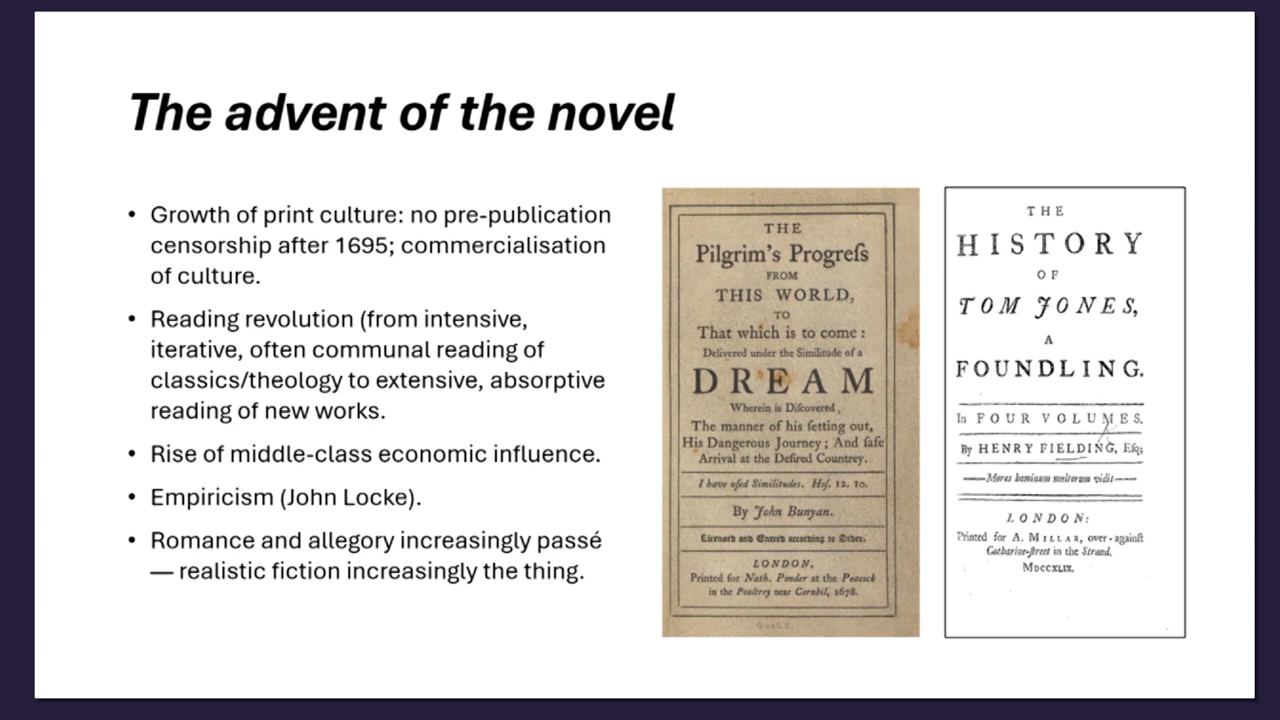 The advent of the novel
• Growth of print culture: no pre-publication
censorship after 1695; commercialisation
of culture.
• Reading revolution (from intensive,
iterative, often communal reading of
classics/theology to extensive, absorptive
reading of new works.
• Rise of middle-class economic influence.
• Empiricism (John Locke).
• Romance and allegory increasingly passé
— realistic fiction increasingly the thing.
THE
Pilgrim's Progreſs
FROM
THIS WORLD,
TO
That which is to come:
Delivered under the Similitude of a
DREAM
Wherein is Diſcovered,
The manner of his ſetting out,
His Dangerous Journey; And ſafe
Arrival at the Deſired Countrey.
I have uſed Similitudes. Hoſ. 12. 10.
By John Bunyan.
Licensed and Entred according to Order.
LONDON,
Printed for Nath. Ponder at the Peacock
in the Poultrey near Cornhil, 1678.
THE
HISTORY
OF
TOM JONES,
A
FOUNDLING.
In FOUR VOLUMES.
By HENRY FIELDING, Eſq;
—Mores hominum multorum vidit—
LONDON:
Printed for A. MILLAR, over-againſt
Catharine-ſtreet in the Strand.
MDCCXLIX.